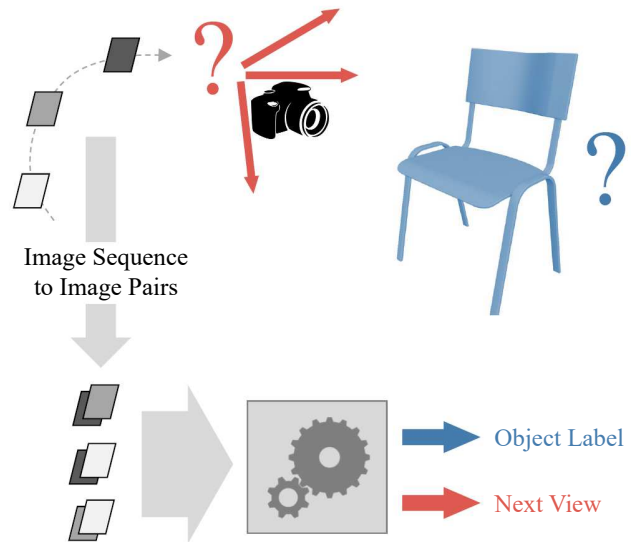 ?
?
Image Sequence
to Image Pairs
Object Label
Next View